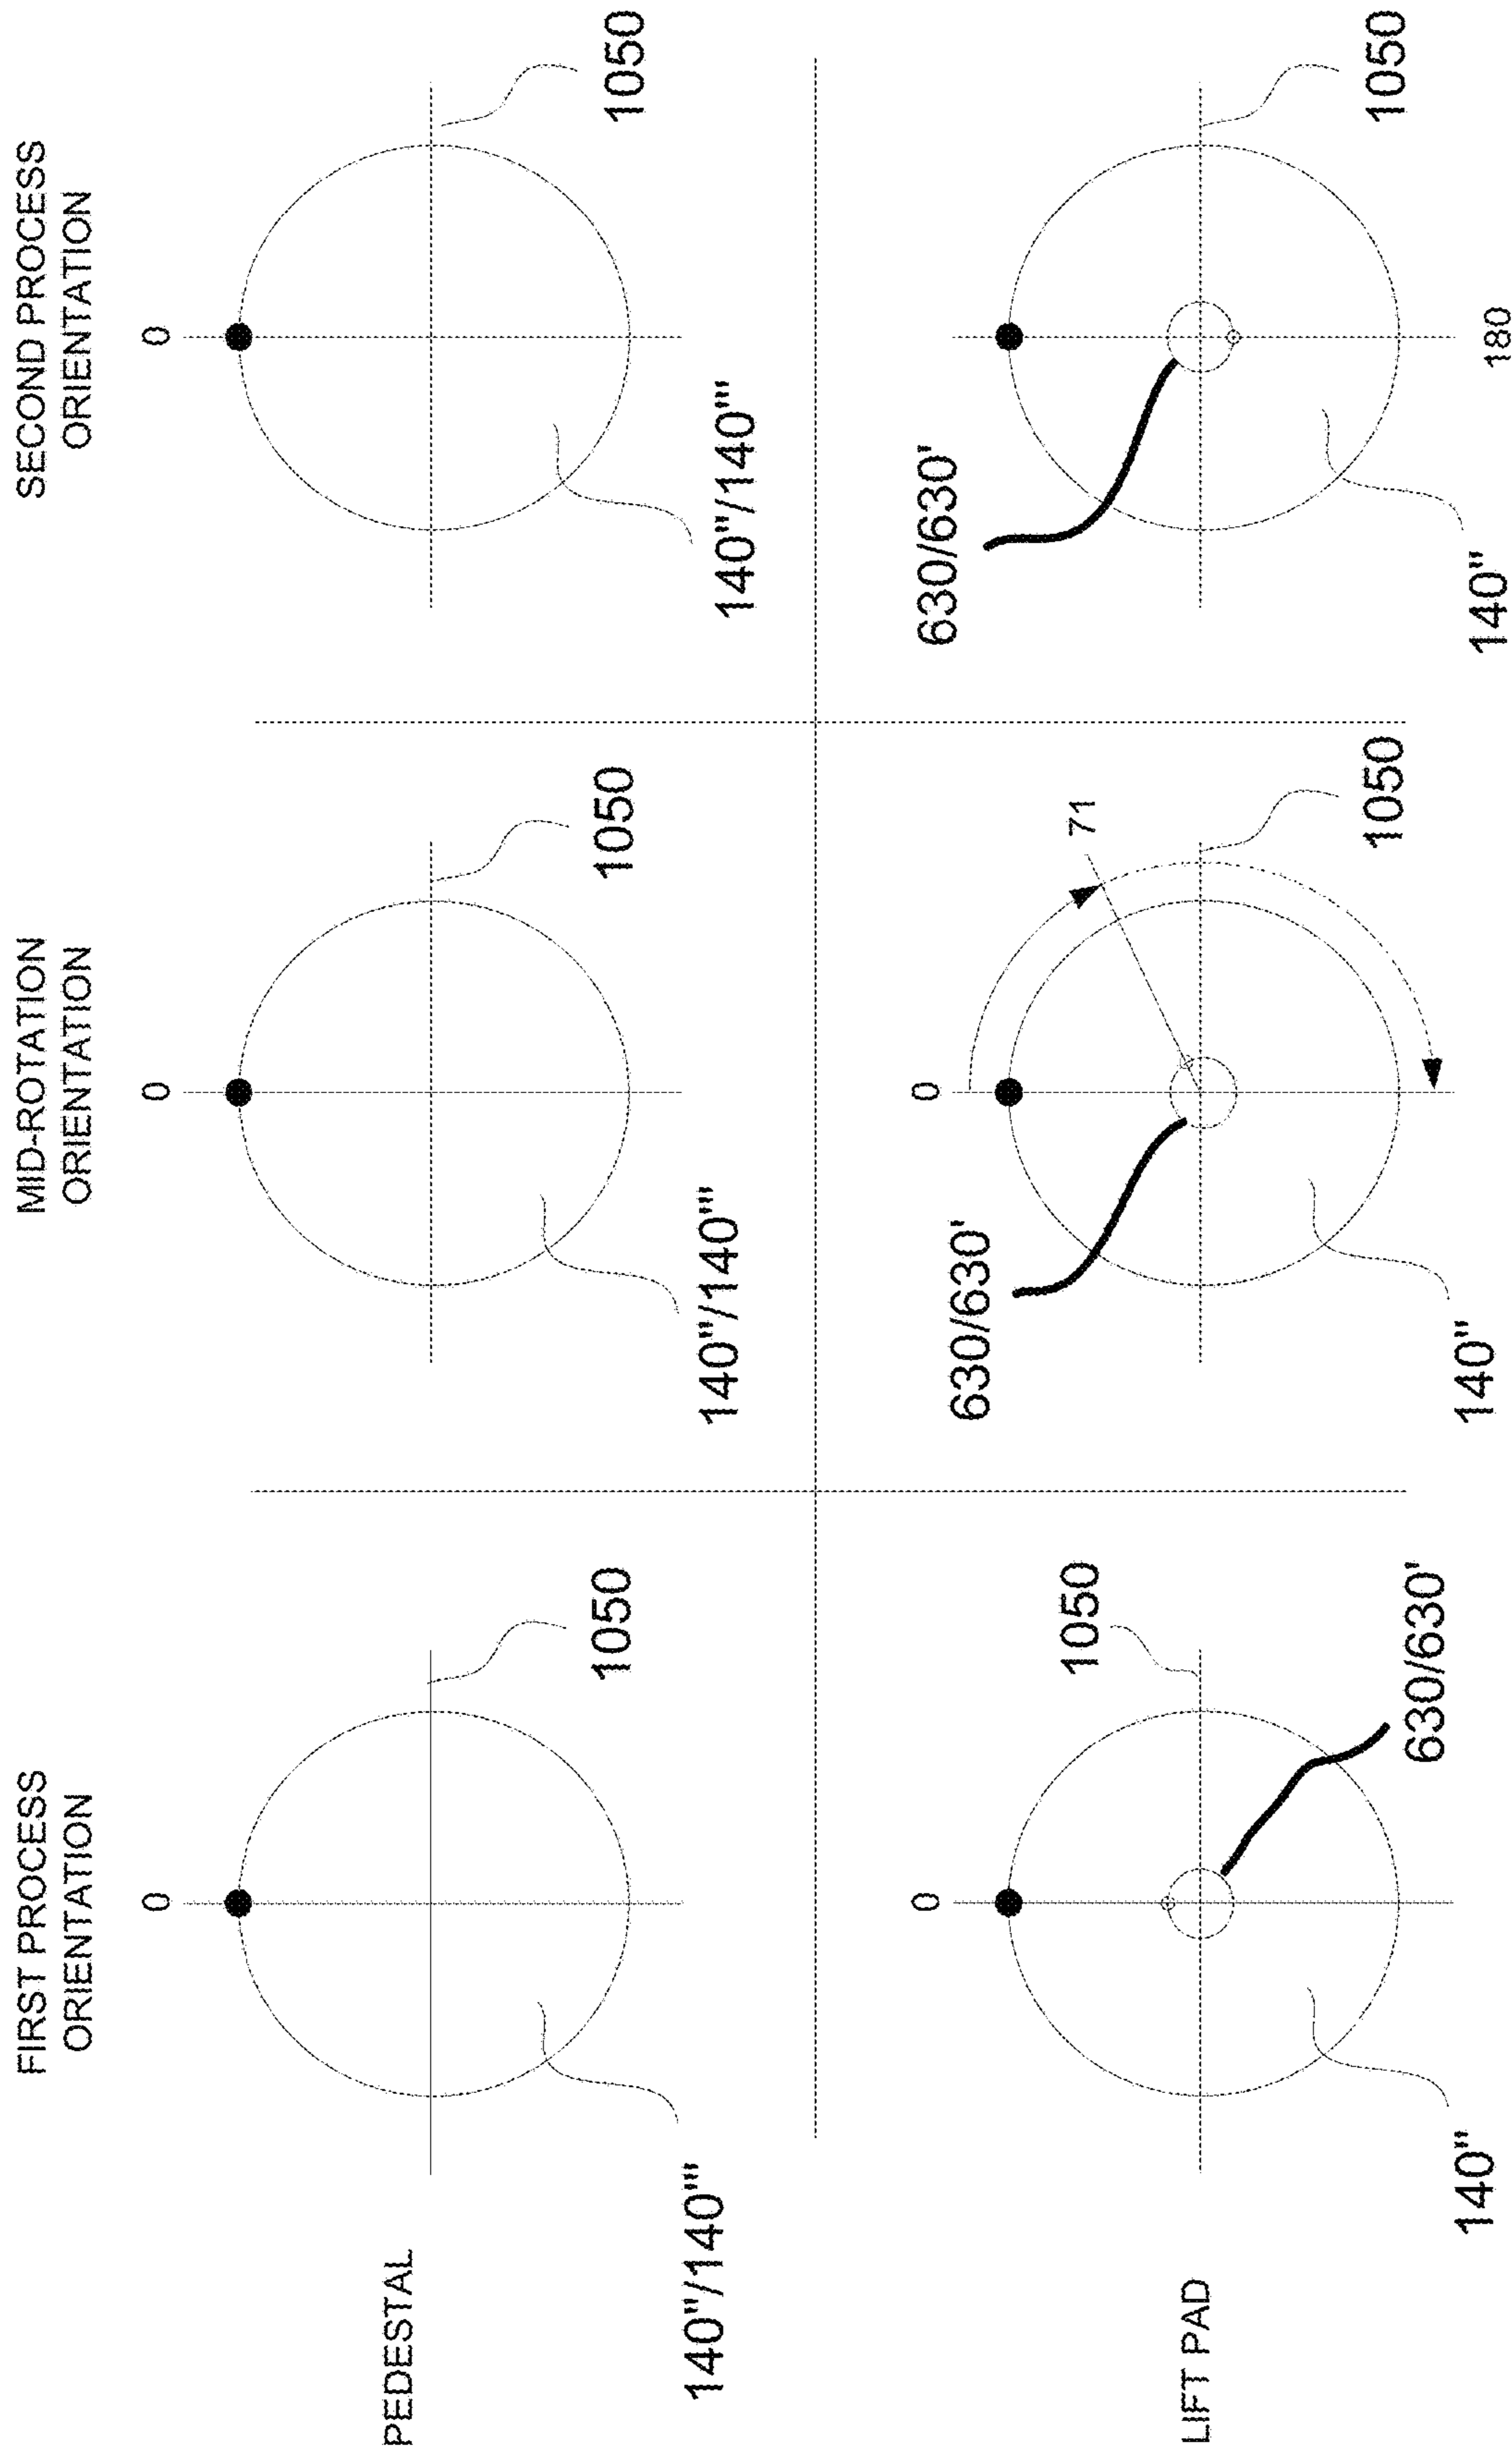 FIRST PROCESS
ORIENTATION
MID-ROTATION
ORIENTATION
SECOND PROCESS
ORIENTATION
0
0
0
PEDESTAL
1050
1050
1050
140"/140'"
140"/140'"
140"/140'"
0
0
630/630'
630/630'
1050
71
LIFT PAD
630/630'
1050
1050
140"
140"
140"
180